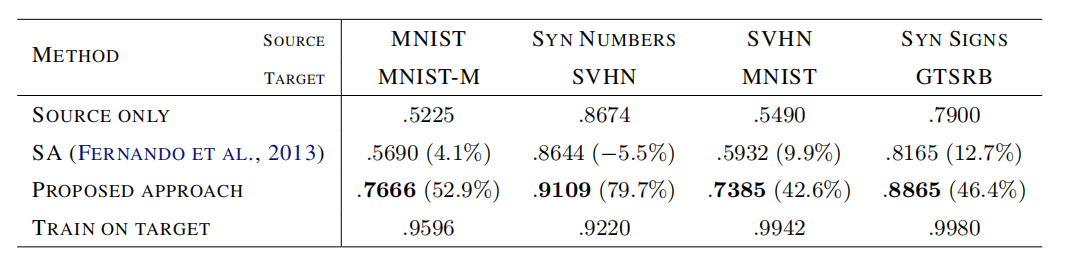 METHOD SOURCE MNIST SYN NUMBERS SVHN SYN SIGNS
TARGET MNIST-M SVHN MNIST GTSRB
SOURCE ONLY .5225 .8674 .5490 .7900
SA (FERNANDO ET AL., 2013) .5690 (4.1%) .8644 (−5.5%) .5932 (9.9%) .8165 (12.7%)
PROPOSED APPROACH .7666 (52.9%) .9109 (79.7%) .7385 (42.6%) .8865 (46.4%)
TRAIN ON TARGET .9596 .9220 .9942 .9980